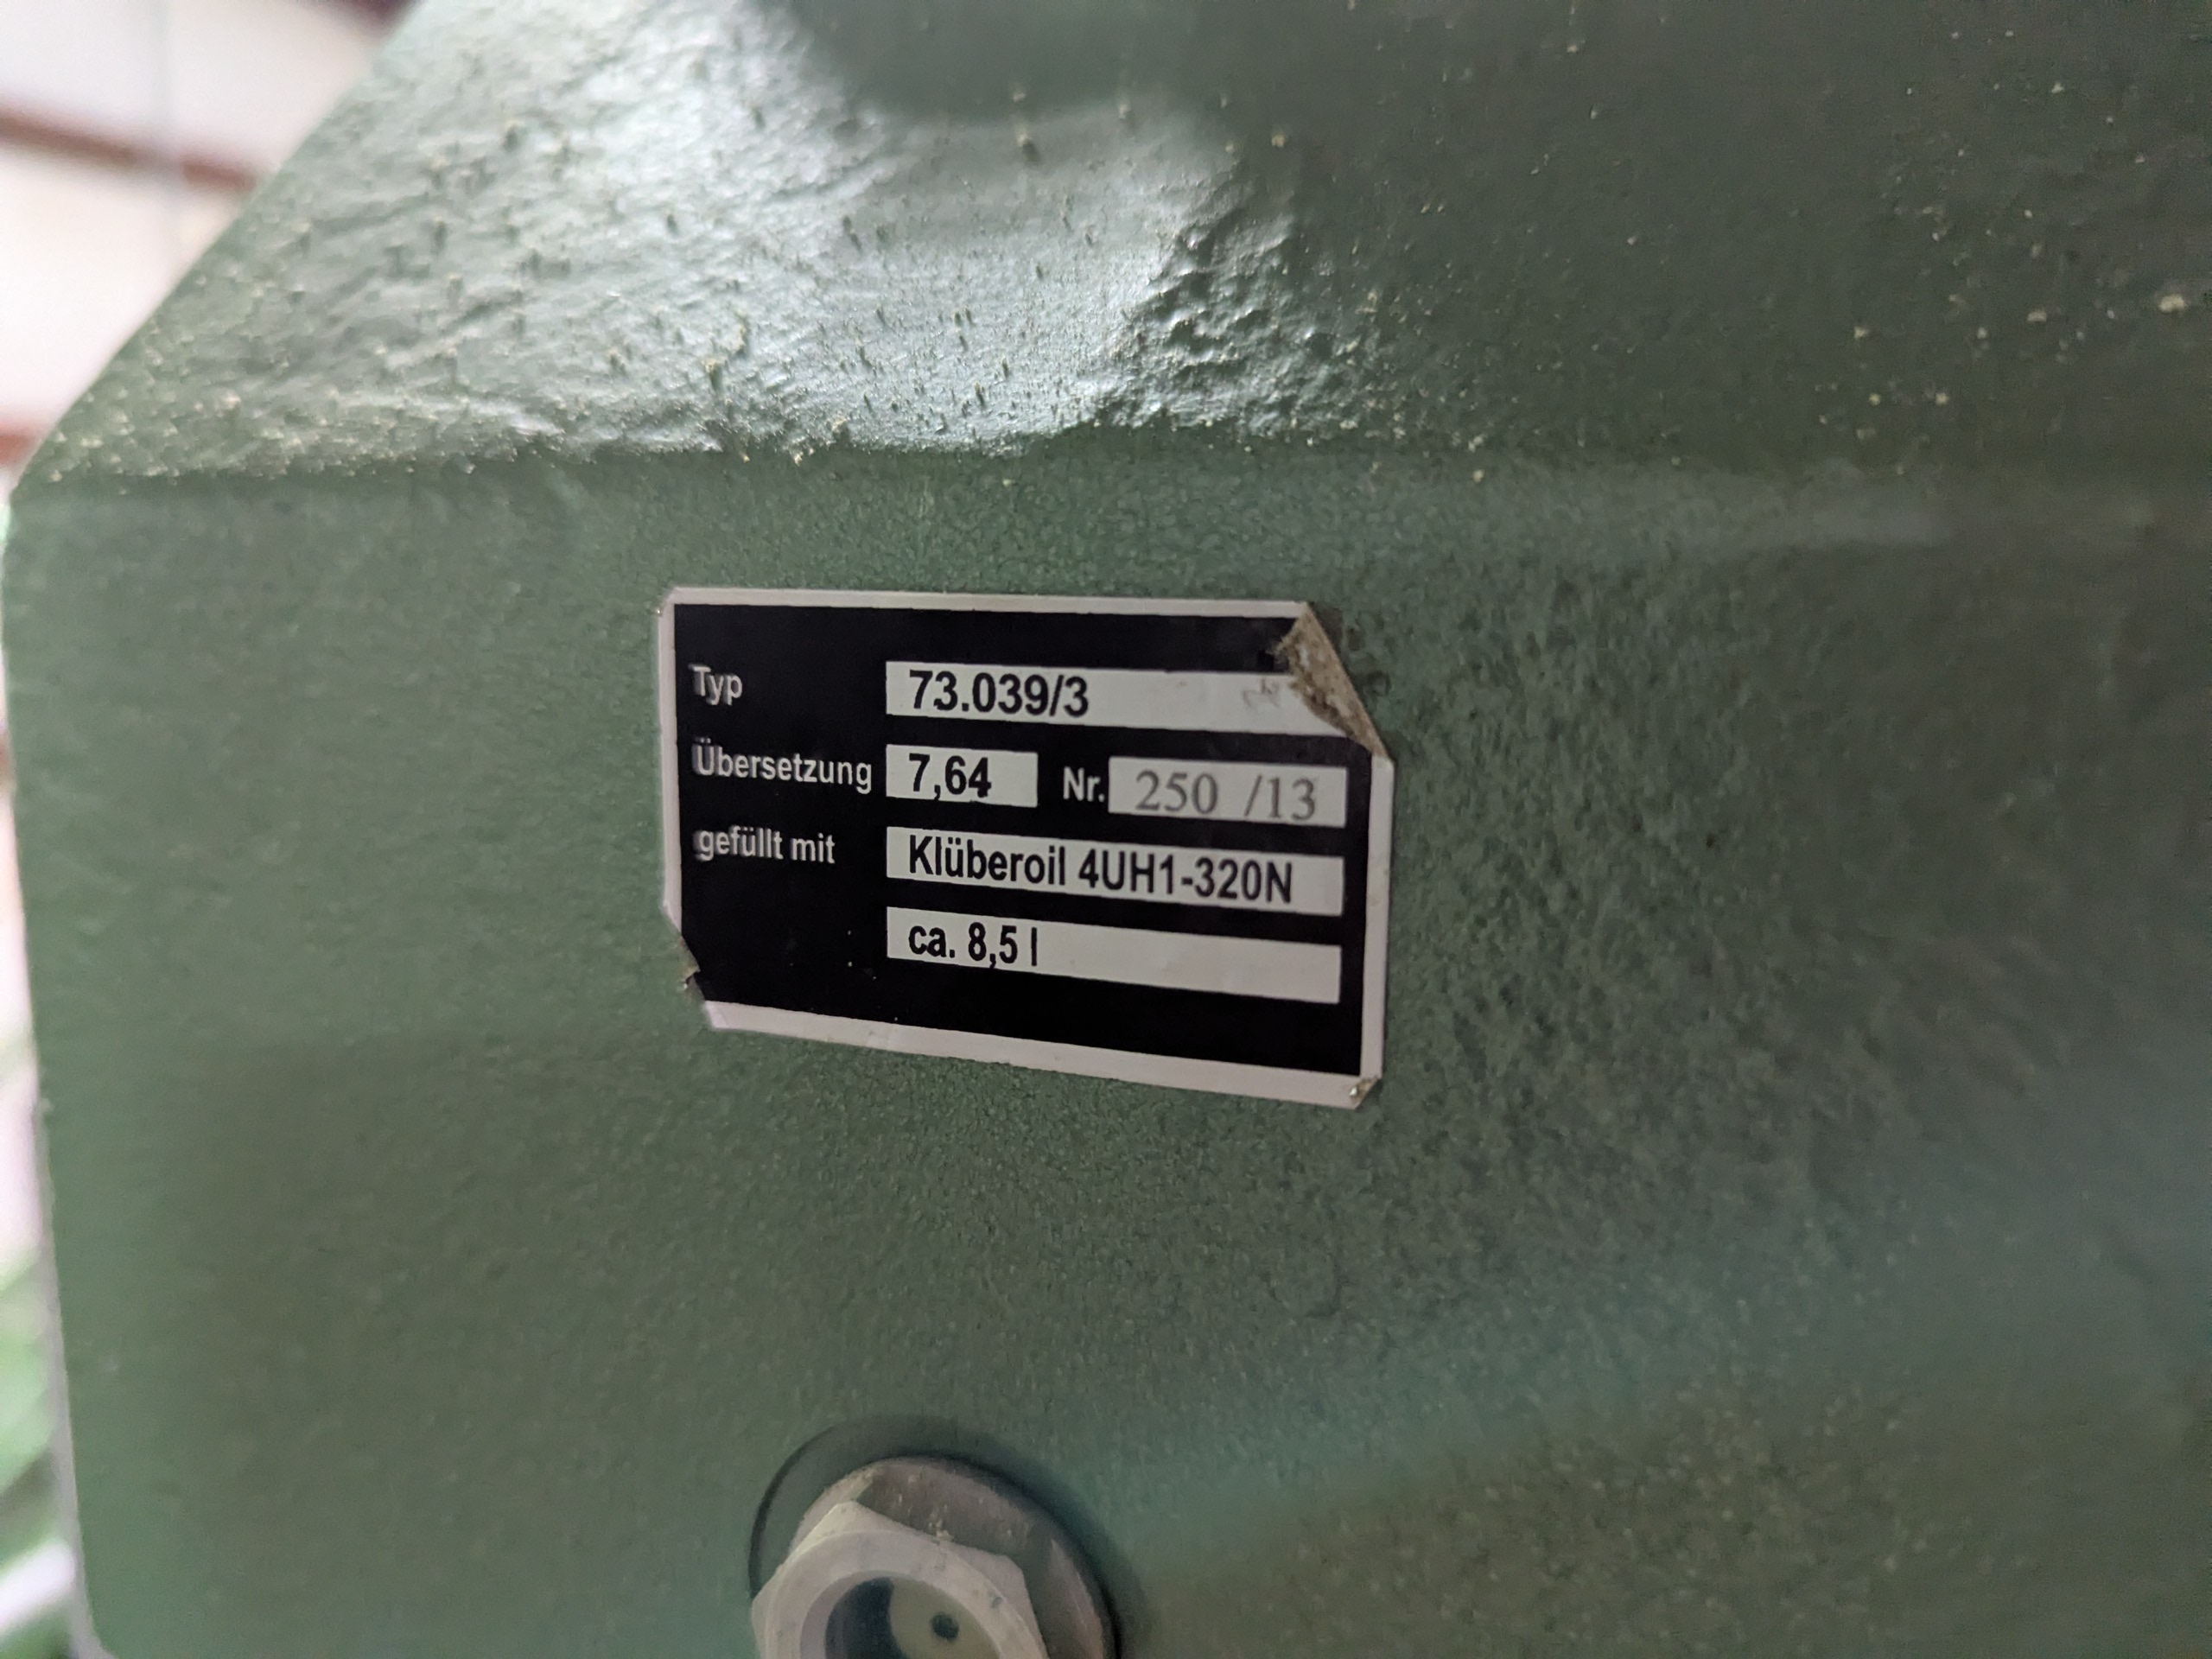 Typ 73.039/3
Übersetzung 7,64 Nr. 250 /13
gefüllt mit Klüberoil 4UH1-320N
ca. 8,5 l